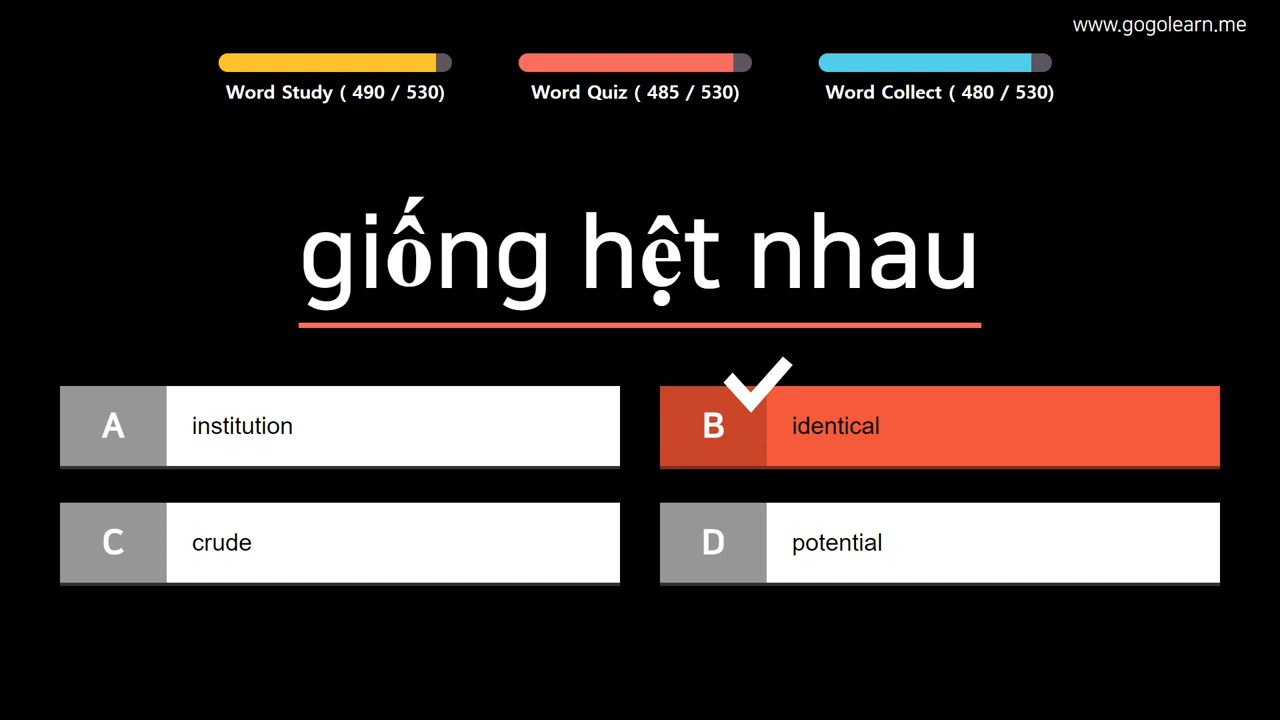 www.gogolearn.me
Word Study ( 490 / 530)
Word Quiz ( 485 / 530)
Word Collect ( 480 / 530)
giống hệt nhau
A institution
B identical
C crude
D potential